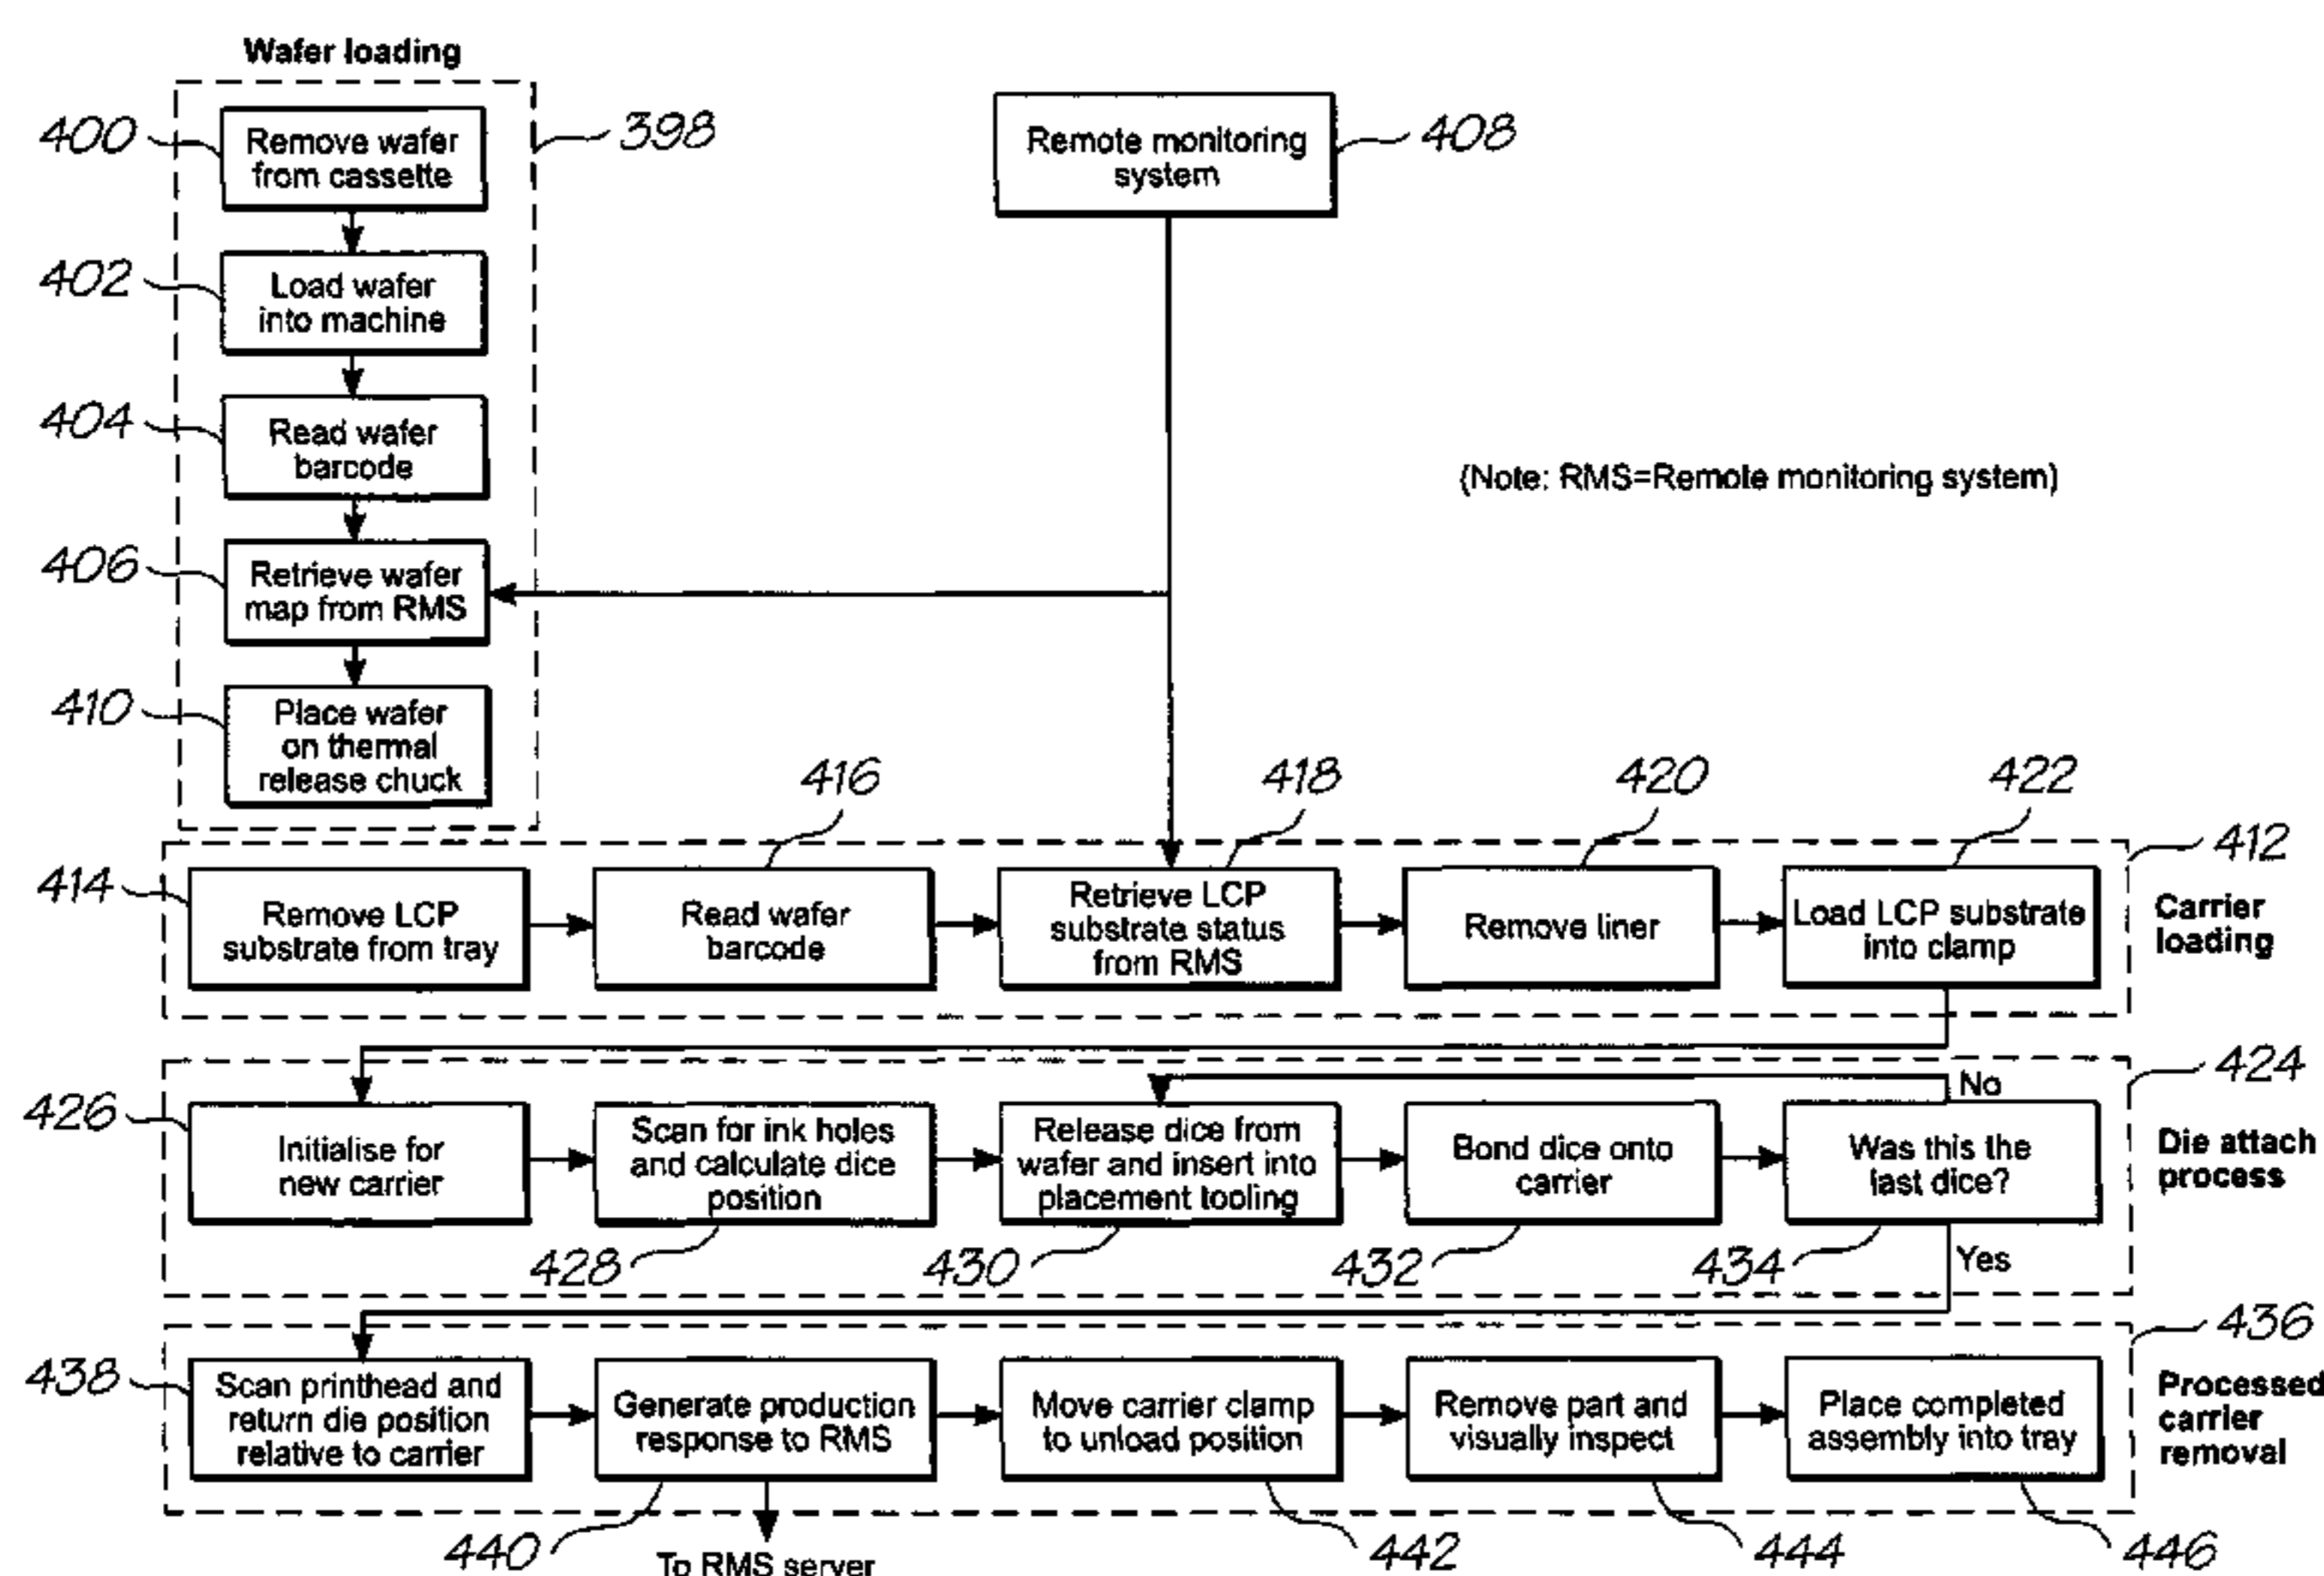 Wafer loading
400
Remove wafer
from cassette
398
Remote monitoring
system
408
402
Load wafer
into machine
404
Read wafer
barcode
(Note: RMS=Remote monitoring system)
406
Retrieve wafer
map from RMS
410
Place wafer
on thermal
release chuck
416
418
420
422
412
414
Remove LCP
substrate from tray
Read wafer
barcode
Retrieve LCP
substrate status
from RMS
Remove liner
Load LCP substrate
into clamp
Carrier
loading
424
No
426
Initialise for
new carrier
Scan for ink holes
and calculate dice
position
Release dice from
wafer and insert into
placement tooling
Bond dice onto
carrier
Was this the
last dice?
Die attach
process
428
430
432
434
Yes
436
438
Scan printhead and
return die position
relative to carrier
Generate production
response to RMS
Move carrier clamp
to unload position
Remove part and
visually inspect
Place completed
assembly into tray
Processed
carrier
removal
440
To RMS server
442
444
446